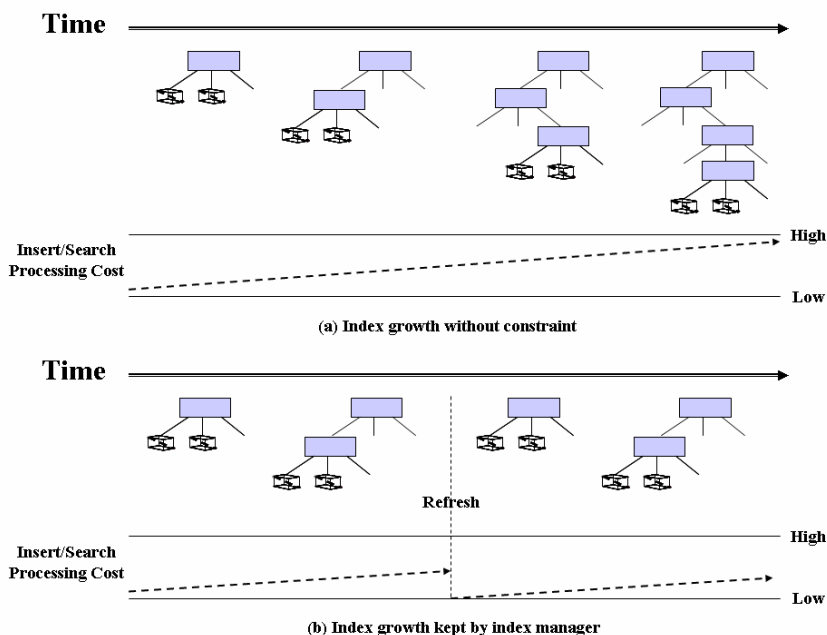 Time
High
Insert/Search
Processing Cost
Low
(a) Index growth without constraint
Time
Refresh
High
Insert/Search
Processing Cost
Low
(b) Index growth kept by index manager